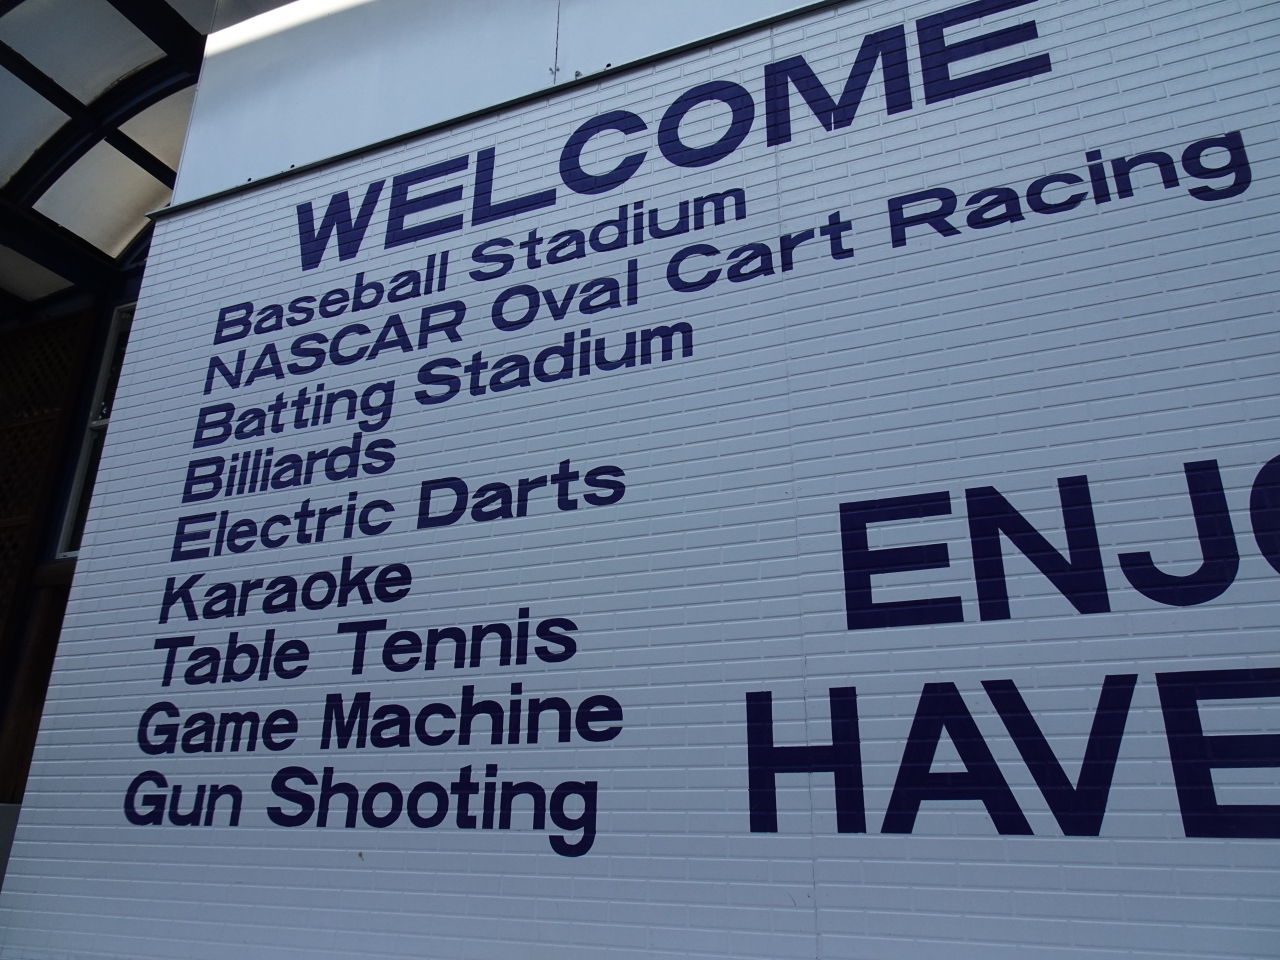 WELCOME
Baseball Stadium
NASCAR Oval Cart Racing
Batting Stadium
Billiards
Electric Darts
Karaoke
Table Tennis
Game Machine
Gun Shooting
ENJO
HAVE